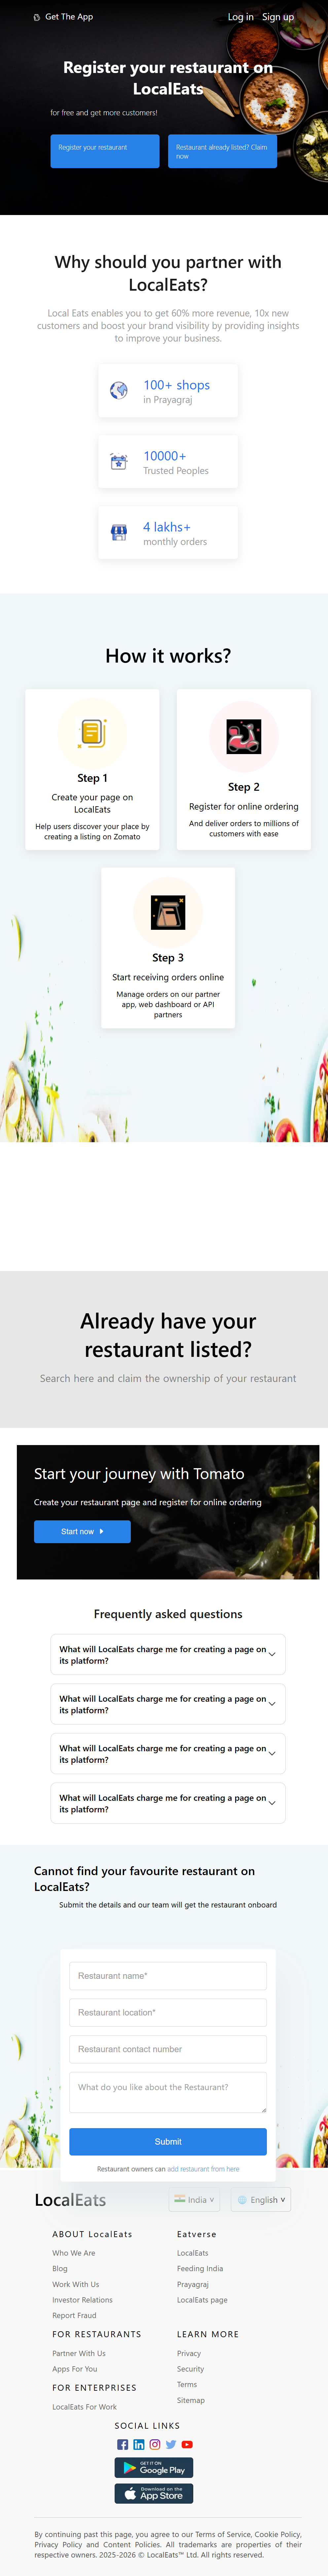 Get The App
Log in Sign up
Register your restaurant on
LocalEats
for free and get more customers!
Register your restaurant
Restaurant already listed? Claim
now
Why should you partner with
LocalEats?
Local Eats enables you to get 60% more revenue, 10x new
customers and boost your brand visibility by providing insights
to improve your business.
100+ shops
in Prayagraj
10000+
Trusted Peoples
4 lakhs+
monthly orders
How it works?
Step 1
Create your page on
LocalEats
Help users discover your place by
creating a listing on Zomato
Step 2
Register for online ordering
And deliver orders to millions of
customers with ease
Step 3
Start receiving orders online
Manage orders on our partner
app, web dashboard or API
partners
Already have your
restaurant listed?
Search here and claim the ownership of your restaurant
Start your journey with Tomato
Create your restaurant page and register for online ordering
Start now
Frequently asked questions
What will LocalEats charge me for creating a page on
its platform?
What will LocalEats charge me for creating a page on
its platform?
What will LocalEats charge me for creating a page on
its platform?
What will LocalEats charge me for creating a page on
its platform?
Cannot find your favourite restaurant on
LocalEats?
Submit the details and our team will get the restaurant onboard
Restaurant name*
Restaurant location*
Restaurant contact number
What do you like about the Restaurant?
Submit
Restaurant owners can add restaurant from here
LocalEats
India
English
ABOUT LocalEats
Who We Are
Blog
Work With Us
Investor Relations
Report Fraud
Eatverse
LocalEats
Feeding India
Prayagraj
LocalEats page
FOR RESTAURANTS
Partner With Us
Apps For You
FOR ENTERPRISES
LocalEats For Work
LEARN MORE
Privacy
Security
Terms
Sitemap
SOCIAL LINKS
GET IT ON
Google Play
Download on the
App Store
By continuing past this page, you agree to our Terms of Service, Cookie Policy,
Privacy Policy and Content Policies. All trademarks are properties of their
respective owners. 2025-2026 © LocalEats™ Ltd. All rights reserved.